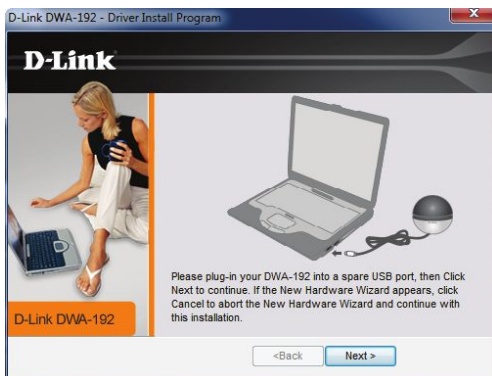 D-Link DWA-192 - Driver Install Program
D-Link
Please plug-in your DWA-192 into a spare USB port, then Click
Next to continue. If the New Hardware Wizard appears, click
Cancel to abort the New Hardware Wizard and continue with
this installation.
D-Link DWA-192
<Back
Next >